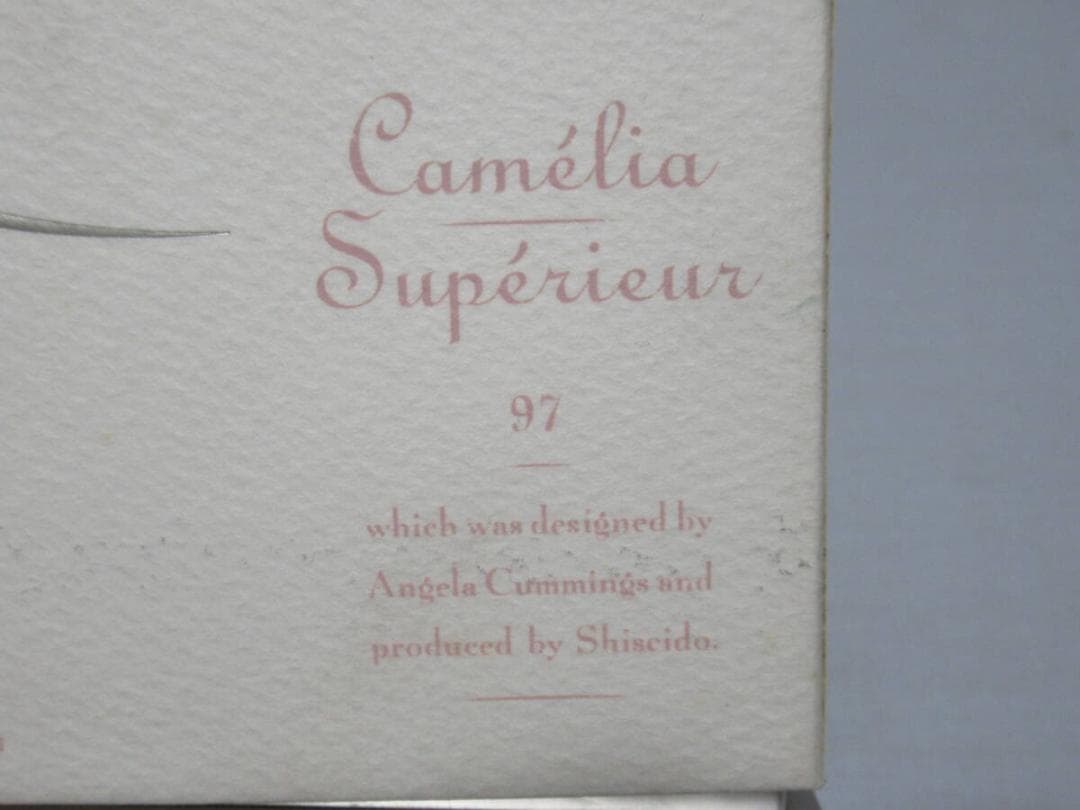 Camélia
Supérieur
97
which was designed by
Angela Cummings and
produced by Shiseido.